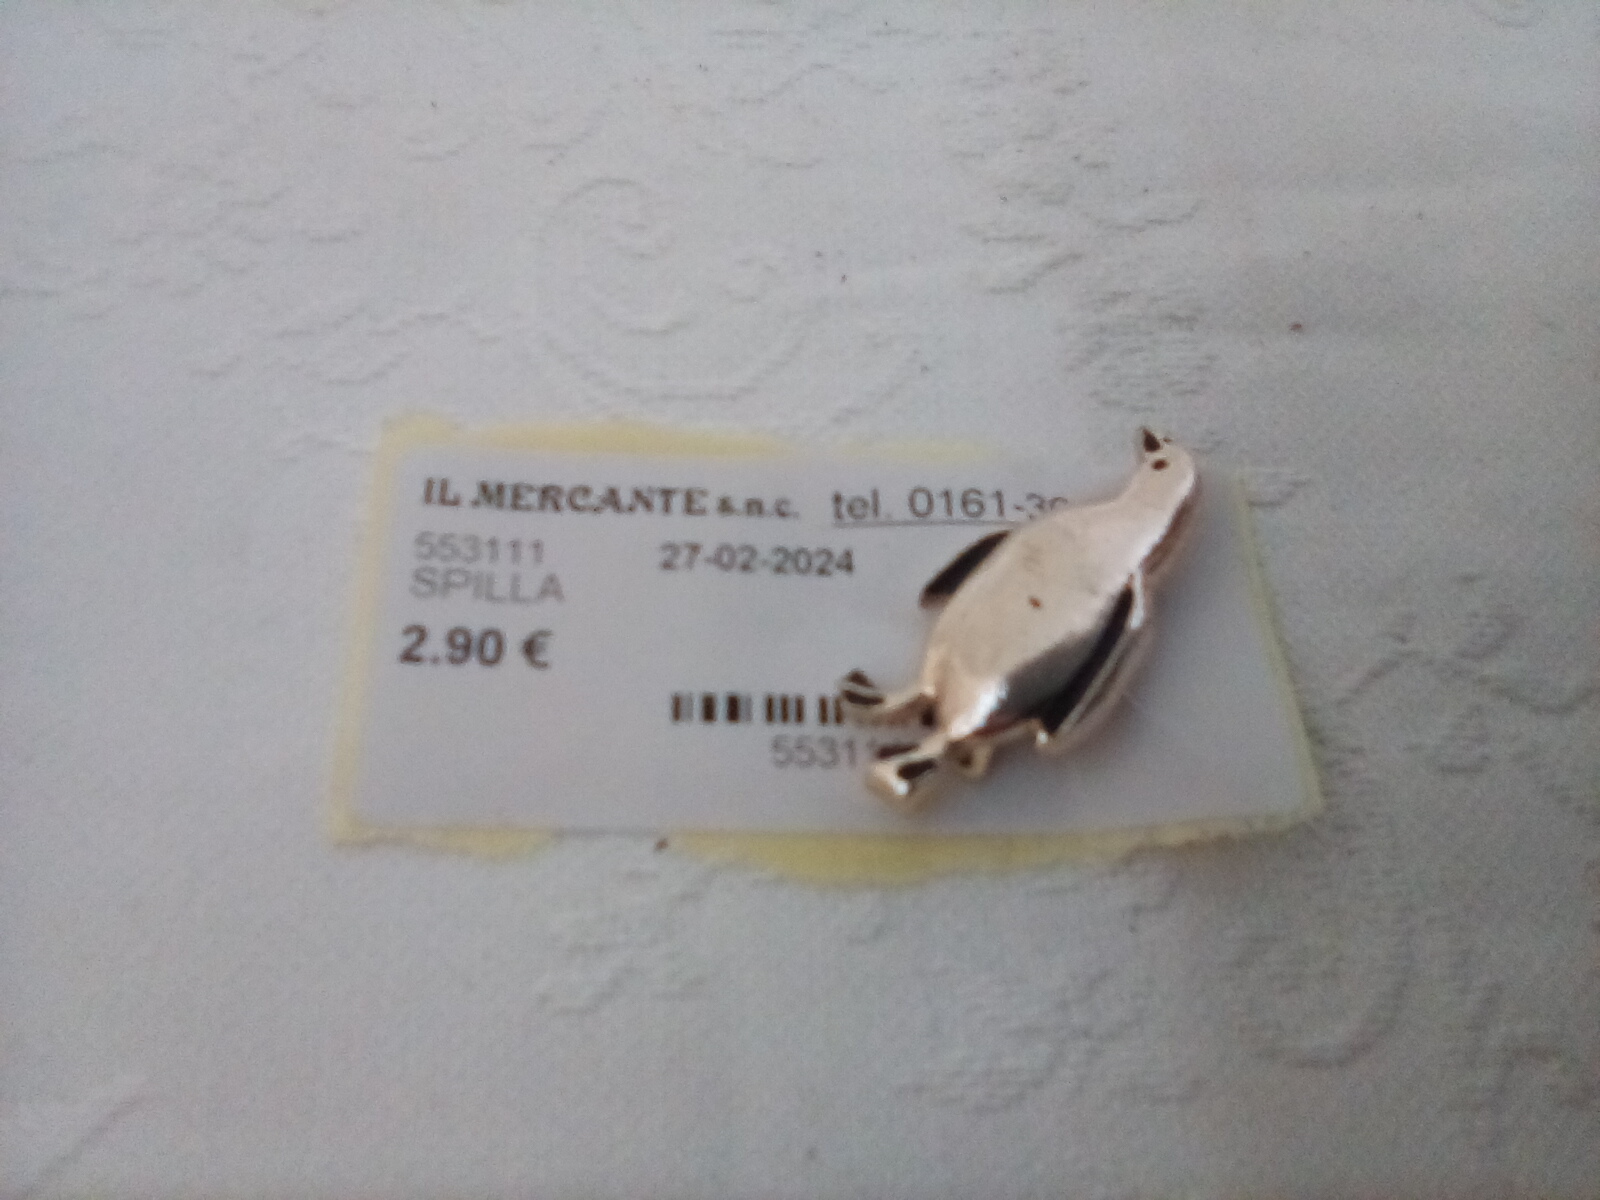 IL MERCANTE s.n.c. tel. 0161-3
553111 27-02-2024
SPILLA
2.90 €
5531